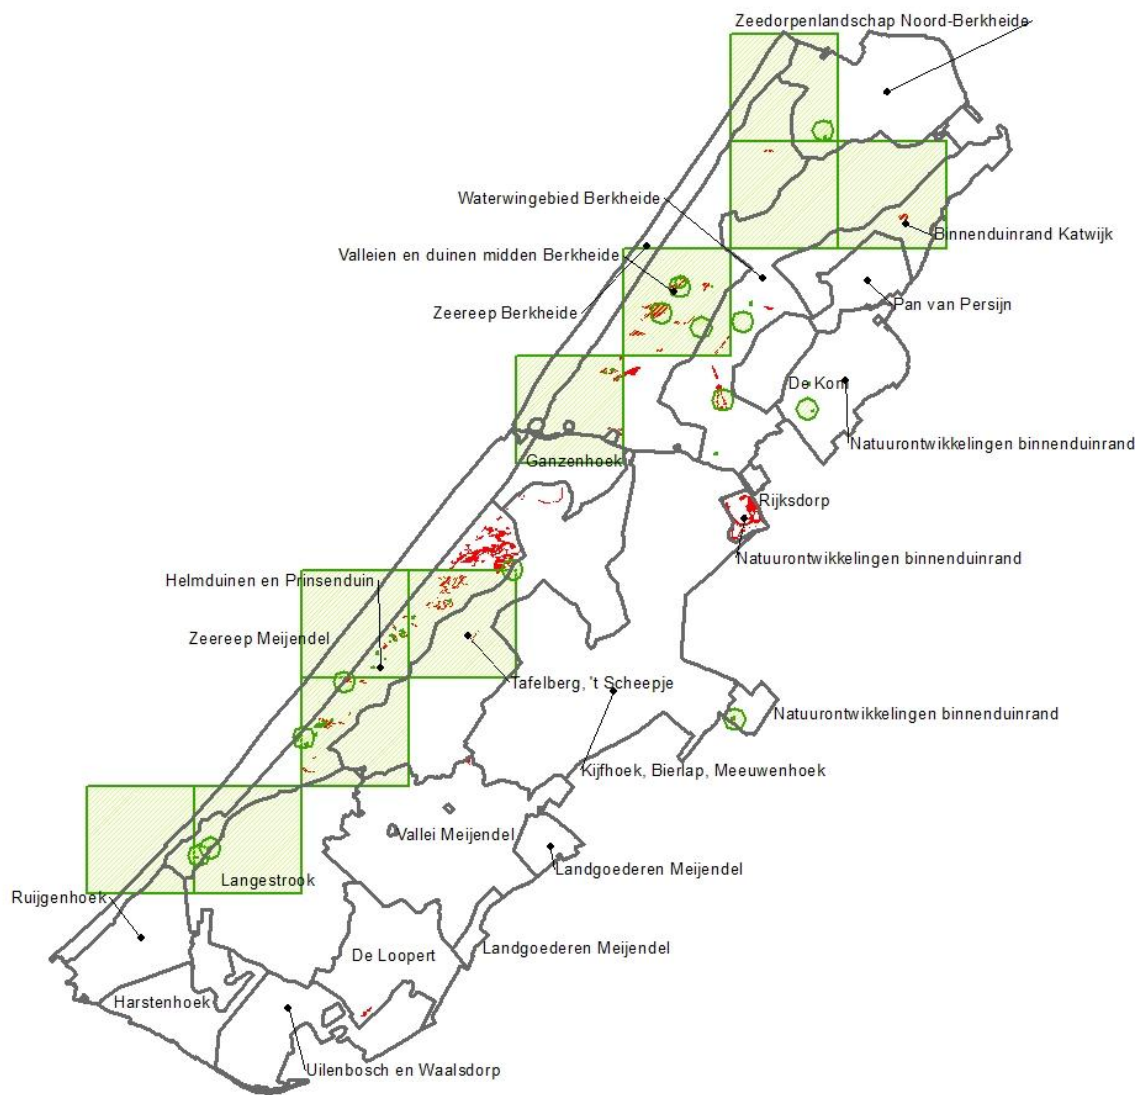 Zeedorpenlandschap Noord-Berkheide
Waterwingebied Berkheide
Binnenduinrand Katwijk
Valleien en duinen midden Berkheide
Pan van Persijn
Zeereep Berkheide
De Kom
Natuurontwikkelingen binnenduinrand
Ganzenhoek
Rijksdorp
Natuurontwikkelingen binnenduinrand
Helmduinen en Prinsenduin
Zeereep Meijendel
Tafelberg, 't Scheepje
Natuurontwikkelingen binnenduinrand
Kijfhoek, Bierlap, Meeuwenhoek
Vallei Meijendel
Landgoederen Meijendel
Langestrook
Ruijgenhoek
Landgoederen Meijendel
De Loopert
Harstenhoek
Uilenbosch en Waalsdorp